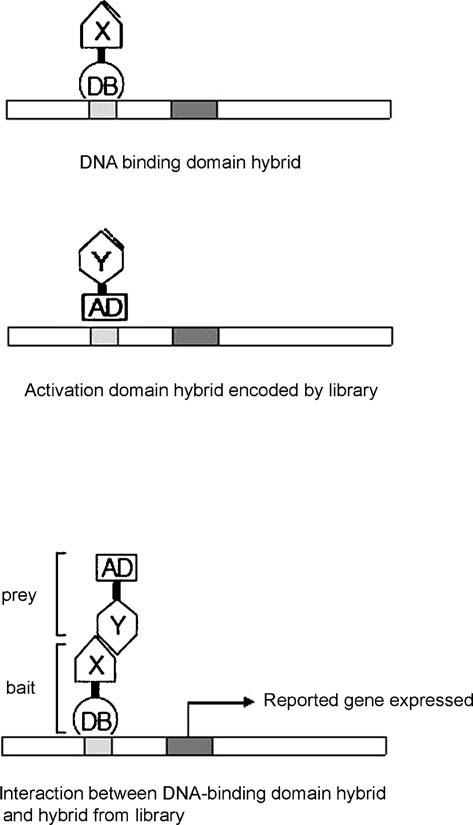 X
DB
DNA binding domain hybrid
Y
AD
Activation domain hybrid encoded by library
AD
prey
Y
X
bait
DB
Reported gene expressed
Interaction between DNA-binding domain hybrid
and hybrid from library